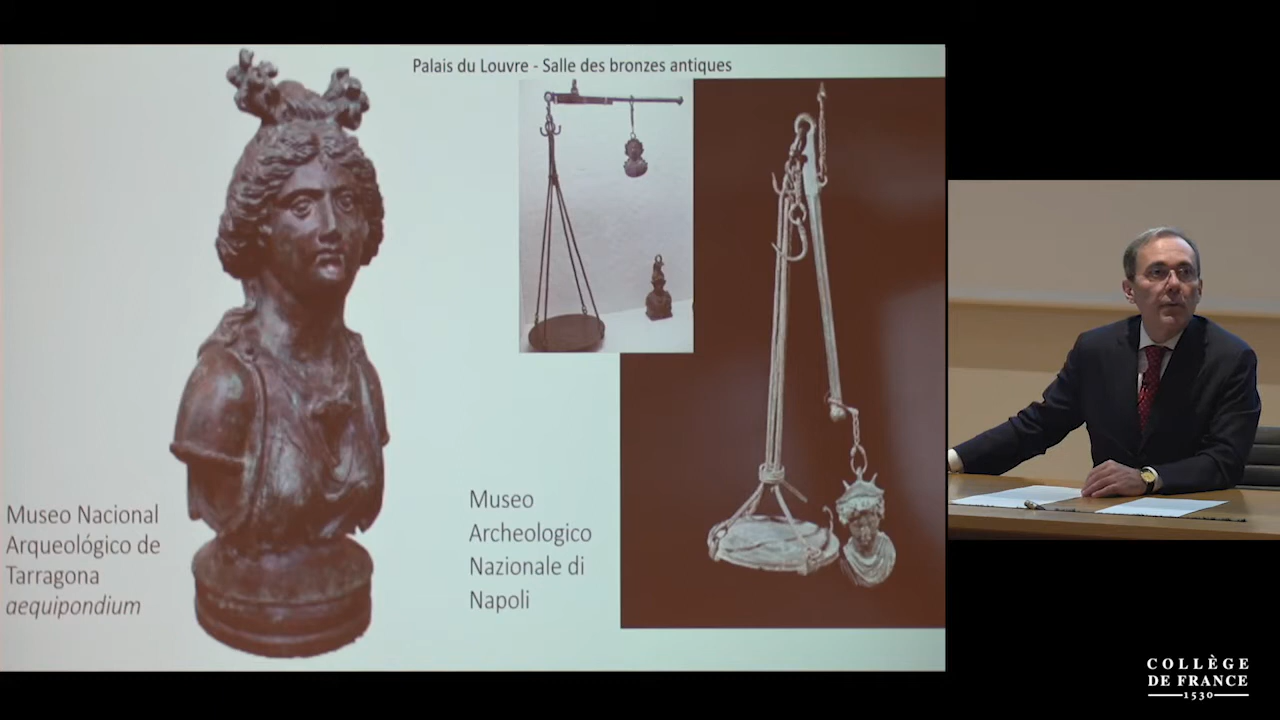 Palais du Louvre - Salle des bronzes antiques
Museo Nacional
Arqueológico de
Tarragona
aequipondium
Museo
Archeologico
Nazionale di
Napoli
COLLÈGE
DE FRANCE
1530